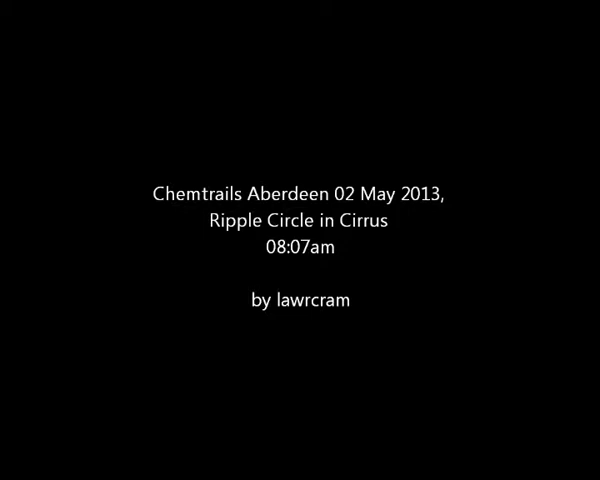 Chemtrails Aberdeen 02 May 2013,
Ripple Circle in Cirrus
08:07am
by lawrcram